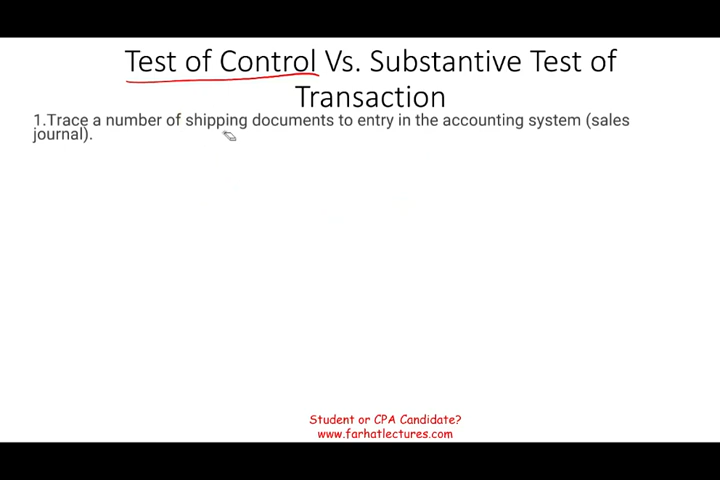 Test of Control Vs. Substantive Test of
Transaction
1.Trace a number of shipping documents to entry in the accounting system (sales
journal).
Student or CPA Candidate?
www.farhatlectures.com